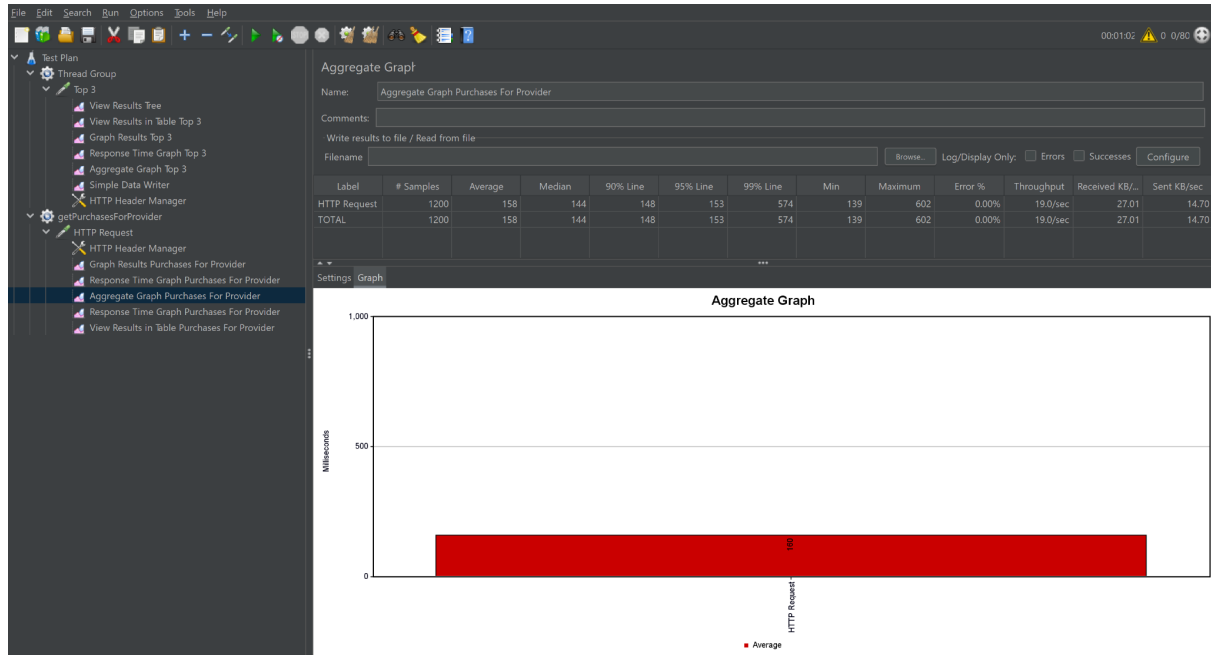 File Edit Search Run Options Tools Help
00:01:02 0 0/80
Test Plan
Thread Group
Top 3
View Results Tree
View Results in Table Top 3
Graph Results Top 3
Response Time Graph Top 3
Aggregate Graph Top 3
Simple Data Writer
HTTP Header Manager
getPurchasesForProvider
HTTP Request
HTTP Header Manager
Graph Results Purchases For Provider
Response Time Graph Purchases For Provider
Aggregate Graph Purchases For Provider
Response Time Graph Purchases For Provider
View Results in Table Purchases For Provider
Aggregate Graph
Name: Aggregate Graph Purchases For Provider
Comments:
Write results to file / Read from file
Filename Browse... Log/Display Only: Errors Successes Configure
Label # Samples Average Median 90% Line 95% Line 99% Line Min Maximum Error % Throughput Received KB/... Sent KB/sec
HTTP Request 1200 158 144 148 153 574 139 602 0.00% 19.0/sec 27.01 14.70
TOTAL 1200 158 144 148 153 574 139 602 0.00% 19.0/sec 27.01 14.70
Settings Graph
Aggregate Graph
1,000
500
0
Milliseconds
HTTP Request
Average